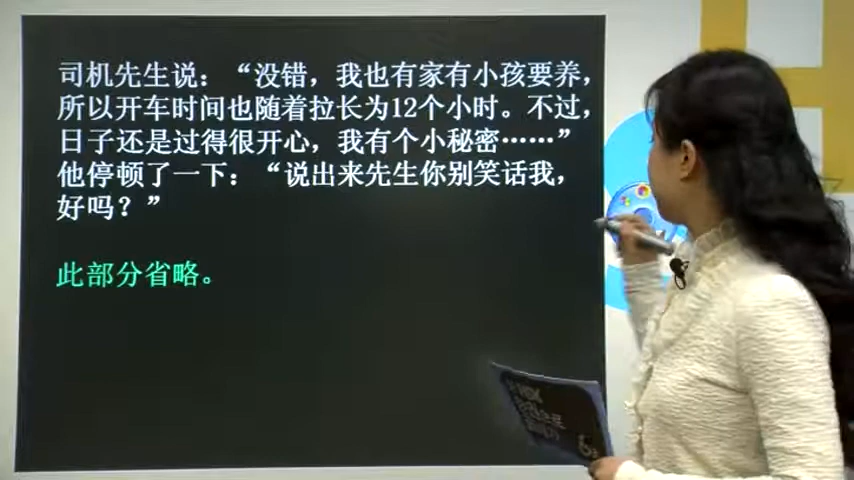 司机先生说：“没错，我也有家有小孩要养，
所以开车时间也随着拉长为12个小时。不过，
日子还是过得很开心，我有个小秘密……”
他停顿了一下：“说出来先生你别笑话我，
好吗？”
此部分省略。